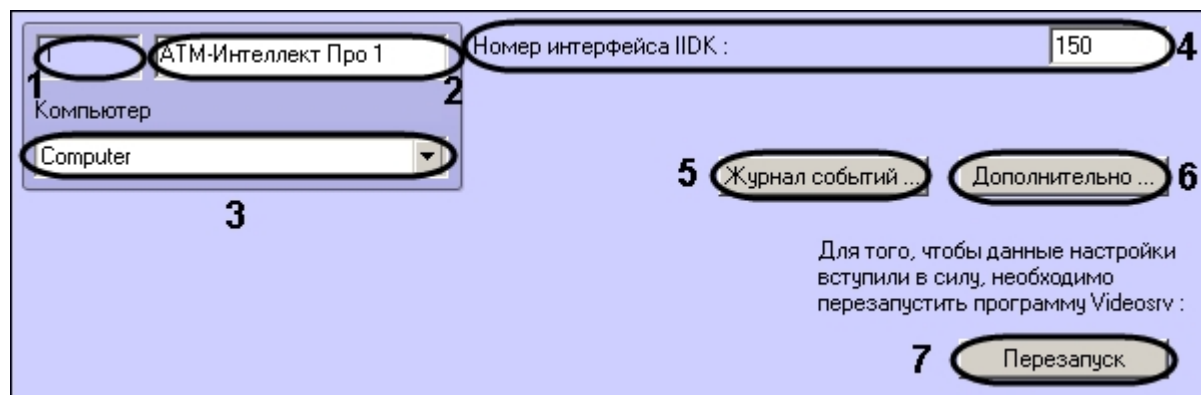 1 АТМ-Интеллект Про 1 Номер интерфейса IIDK : 150 4
1 2
Компьютер
Computer
5 Журнал событий ... Дополнительно ... 6
3
Для того, чтобы данные настройки
вступили в силу, необходимо
перезапустить программу Videosrv :
7 Перезапуск